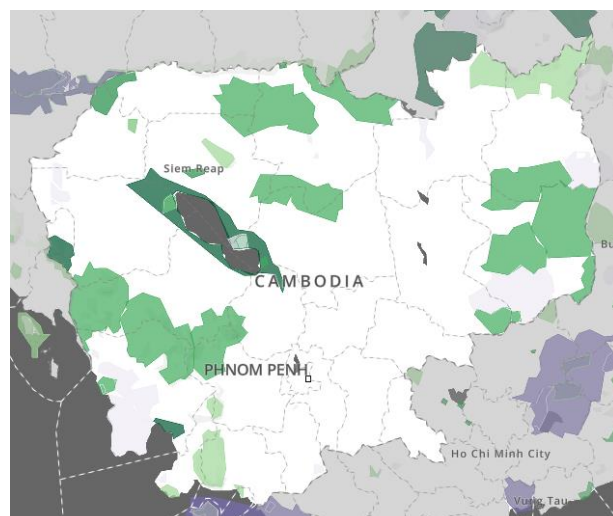 Siem Reap
CAMBODIA
PHNOM PENH
Ho Chi Minh City
Vung Tau